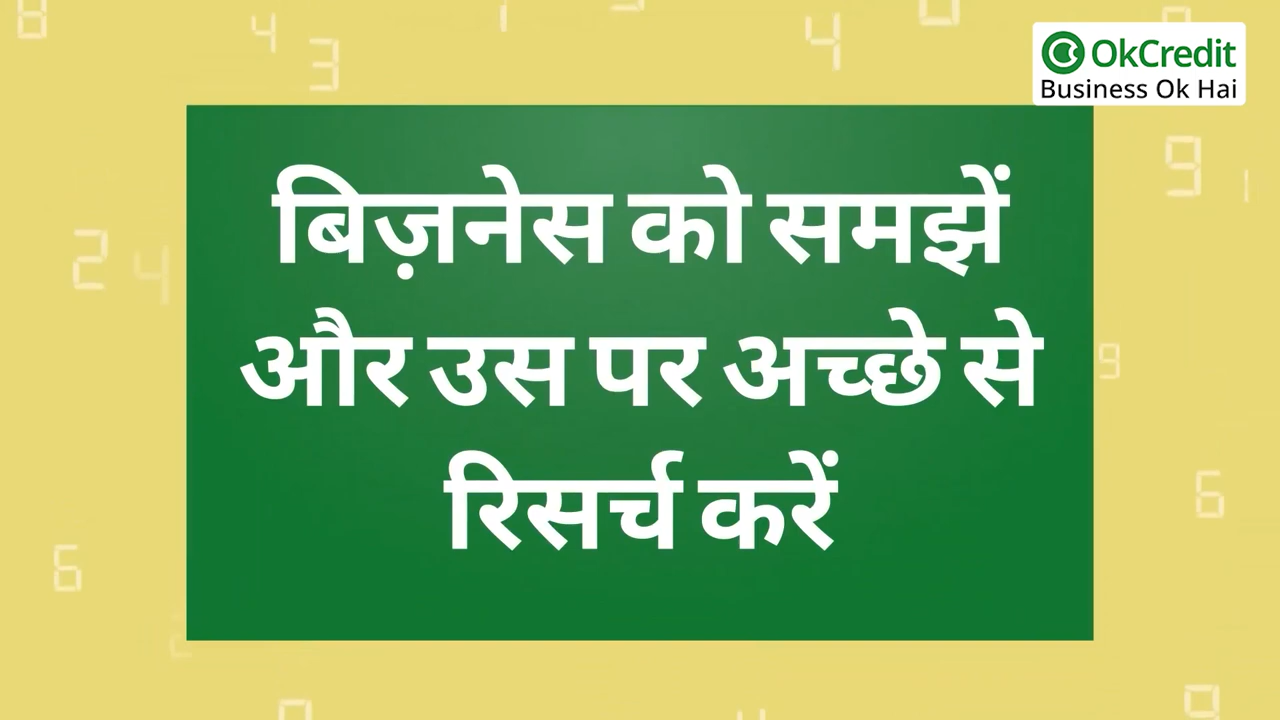 OkCredit
Business Ok Hai
बिज़नेस को समझें
और उस पर अच्छे से
रिसर्च करें